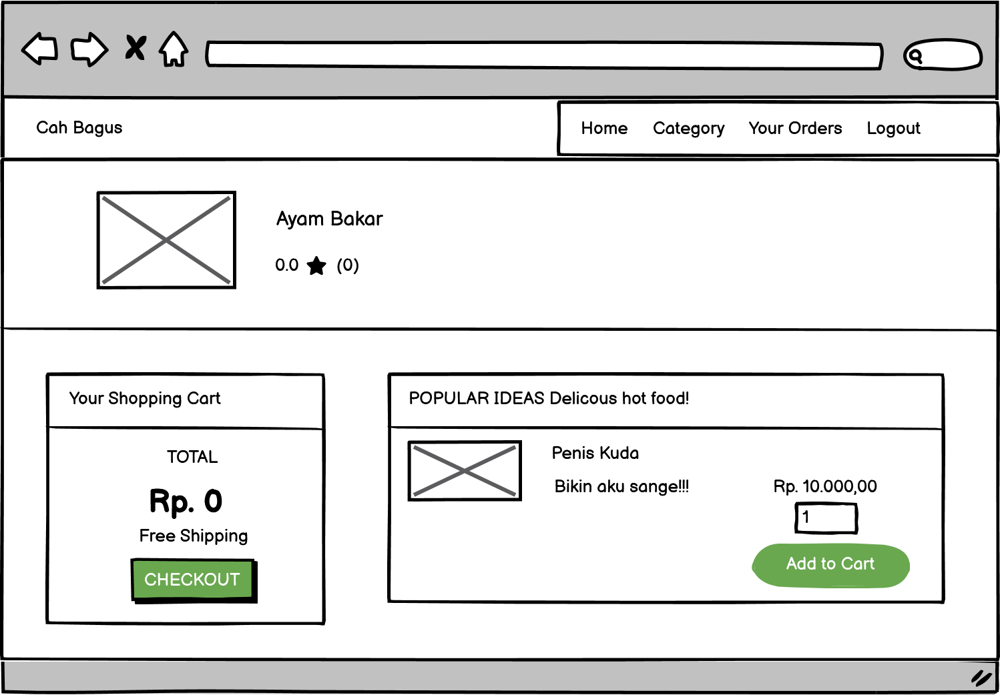 Cah Bagus
Home Category Your Orders Logout
Ayam Bakar
0.0 ★ (0)
Your Shopping Cart
TOTAL
Rp. 0
Free Shipping
CHECKOUT
POPULAR IDEAS Delicous hot food!
Penis Kuda
Bikin aku sange!!!
Rp. 10.000,00
1
Add to Cart